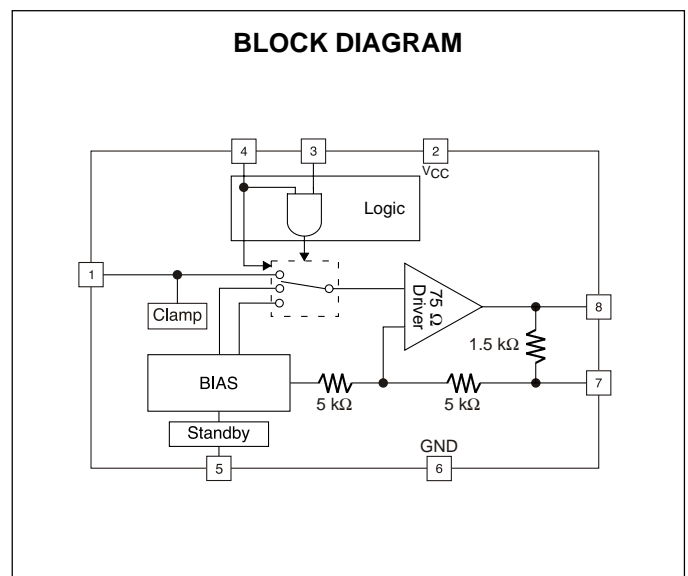 BLOCK DIAGRAM
4
3
2
VCC
Logic
1
Clamp
75 Ω
Driver
8
1.5 kΩ
BIAS
5 kΩ
5 kΩ
7
Standby
GND
5
6